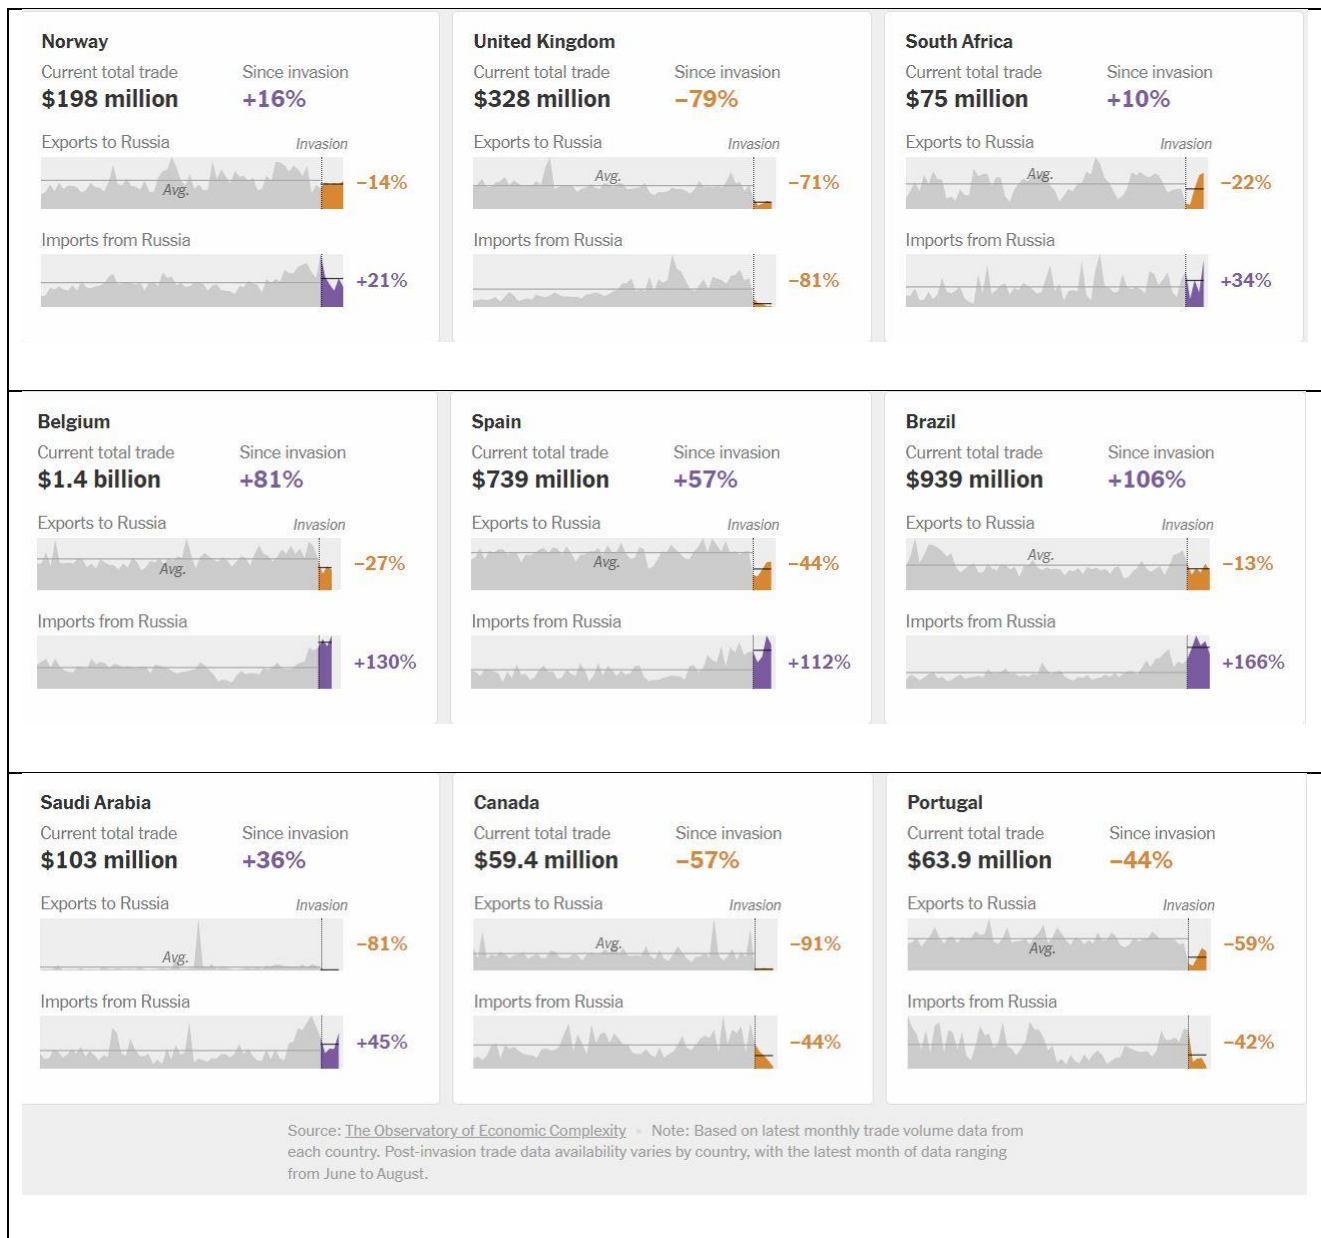 Norway
Current total trade Since invasion
$198 million +16%
Exports to Russia Invasion
Avg. −14%
Imports from Russia
+21%
United Kingdom
Current total trade Since invasion
$328 million −79%
Exports to Russia Invasion
Avg. −71%
Imports from Russia
−81%
South Africa
Current total trade Since invasion
$75 million +10%
Exports to Russia Invasion
Avg. −22%
Imports from Russia
+34%
Belgium
Current total trade Since invasion
$1.4 billion +81%
Exports to Russia Invasion
Avg. −27%
Imports from Russia
+130%
Spain
Current total trade Since invasion
$739 million +57%
Exports to Russia Invasion
Avg. −44%
Imports from Russia
+112%
Brazil
Current total trade Since invasion
$939 million +106%
Exports to Russia Invasion
Avg. −13%
Imports from Russia
+166%
Saudi Arabia
Current total trade Since invasion
$103 million +36%
Exports to Russia Invasion
Avg. −81%
Imports from Russia
+45%
Canada
Current total trade Since invasion
$59.4 million −57%
Exports to Russia Invasion
Avg. −91%
Imports from Russia
−44%
Portugal
Current total trade Since invasion
$63.9 million −44%
Exports to Russia Invasion
Avg. −59%
Imports from Russia
−42%
Source: The Observatory of Economic Complexity • Note: Based on latest monthly trade volume data from
each country. Post-invasion trade data availability varies by country, with the latest month of data ranging
from June to August.